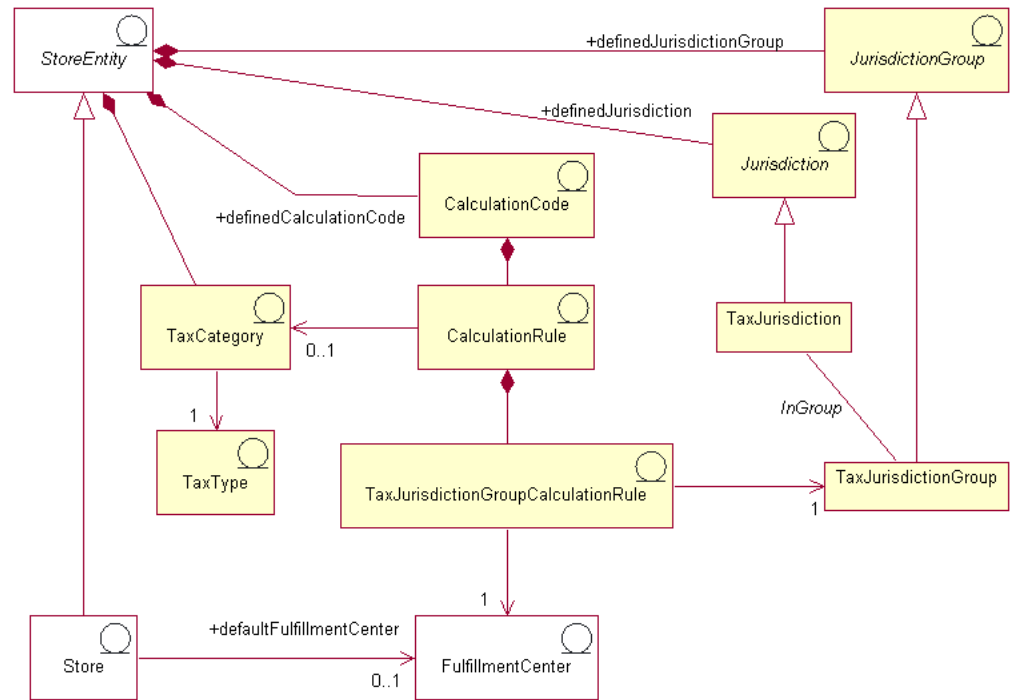 +definedJurisdictionGroup
StoreEntity
JurisdictionGroup
+definedJurisdiction
Jurisdiction
CalculationCode
+definedCalculationCode
TaxJurisdiction
TaxCategory
CalculationRule
0..1
InGroup
1
TaxType
TaxJurisdictionGroupCalculationRule
TaxJurisdictionGroup
1
1
+defaultFulfillmentCenter
Store
FulfillmentCenter
0..1